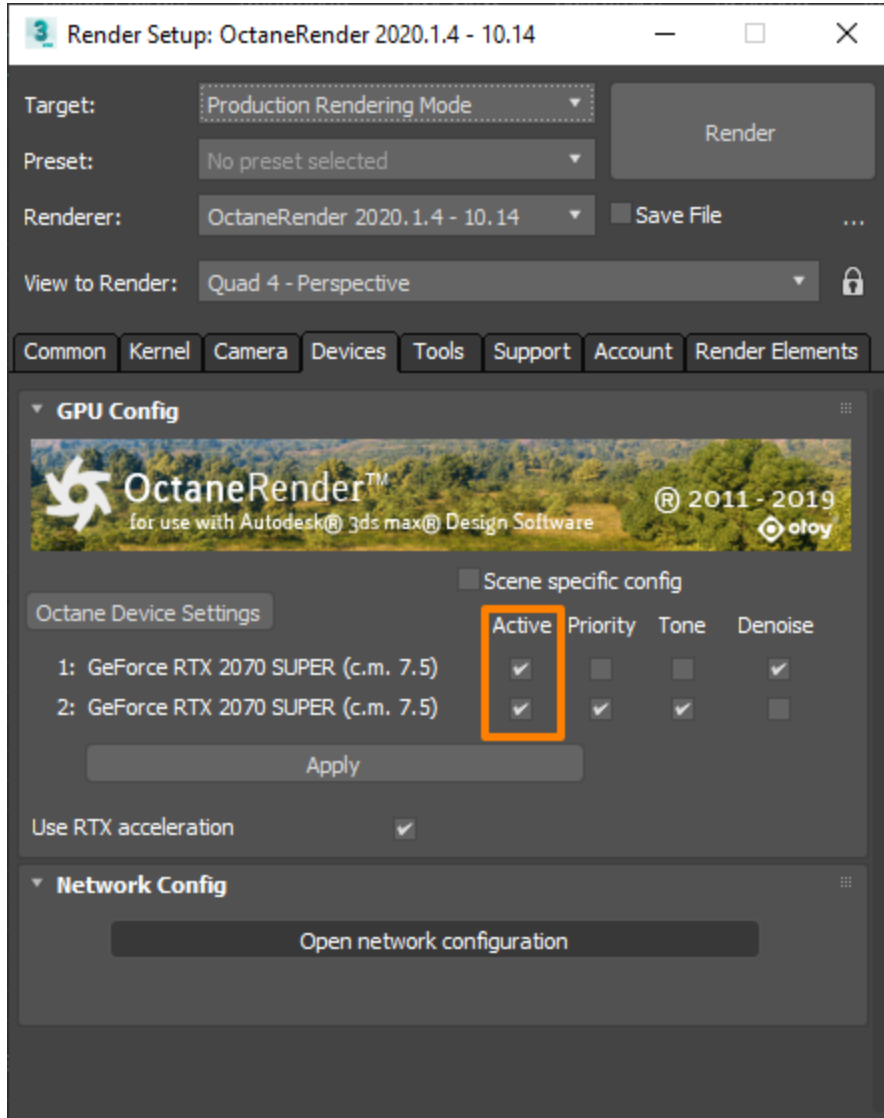 Render Setup: OctaneRender 2020.1.4 - 10.14
Target: Production Rendering Mode
Render
Preset: No preset selected
Renderer: OctaneRender 2020.1.4 - 10.14 Save File ...
View to Render: Quad 4 - Perspective
Common Kernel Camera Devices Tools Support Account Render Elements
GPU Config
OctaneRender™
for use with Autodesk® 3ds max® Design Software
® 2011 - 2019
otoy
Scene specific config
Octane Device Settings
Active Priority Tone Denoise
1: GeForce RTX 2070 SUPER (c.m. 7.5)
2: GeForce RTX 2070 SUPER (c.m. 7.5)
Apply
Use RTX acceleration
Network Config
Open network configuration